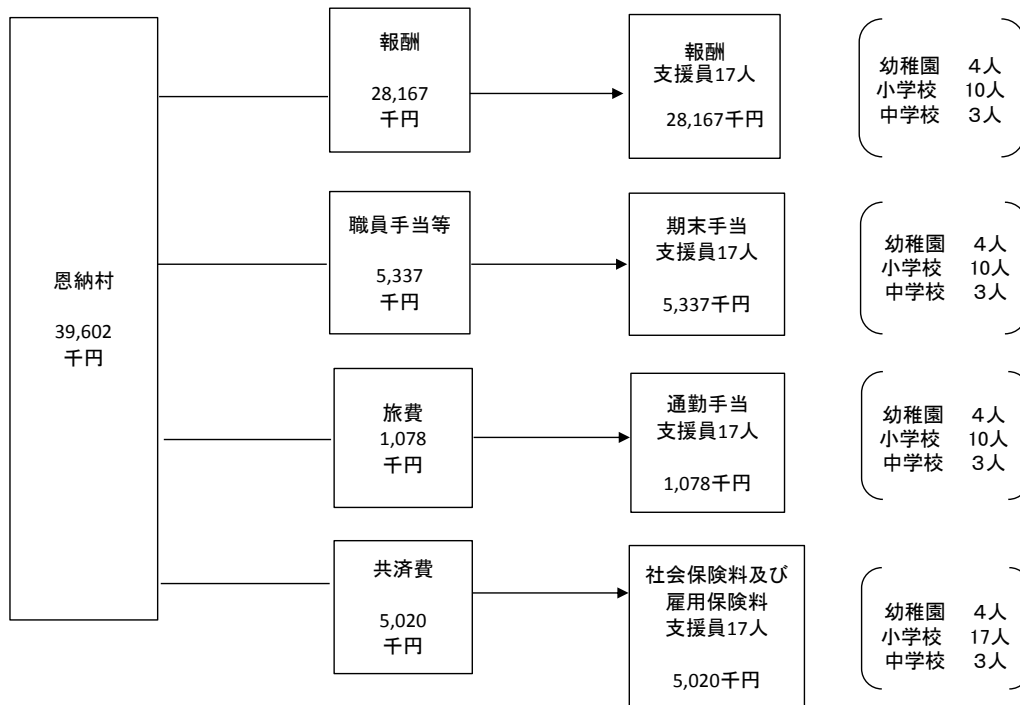 恩納村
39,602
千円
報酬
28,167
千円
報酬
支援員17人
28,167千円
幼稚園 4人
小学校 10人
中学校 3人
職員手当等
5,337
千円
期末手当
支援員17人
5,337千円
幼稚園 4人
小学校 10人
中学校 3人
旅費
1,078
千円
通勤手当
支援員17人
1,078千円
幼稚園 4人
小学校 10人
中学校 3人
共済費
5,020
千円
社会保険料及び
雇用保険料
支援員17人
5,020千円
幼稚園 4人
小学校 17人
中学校 3人